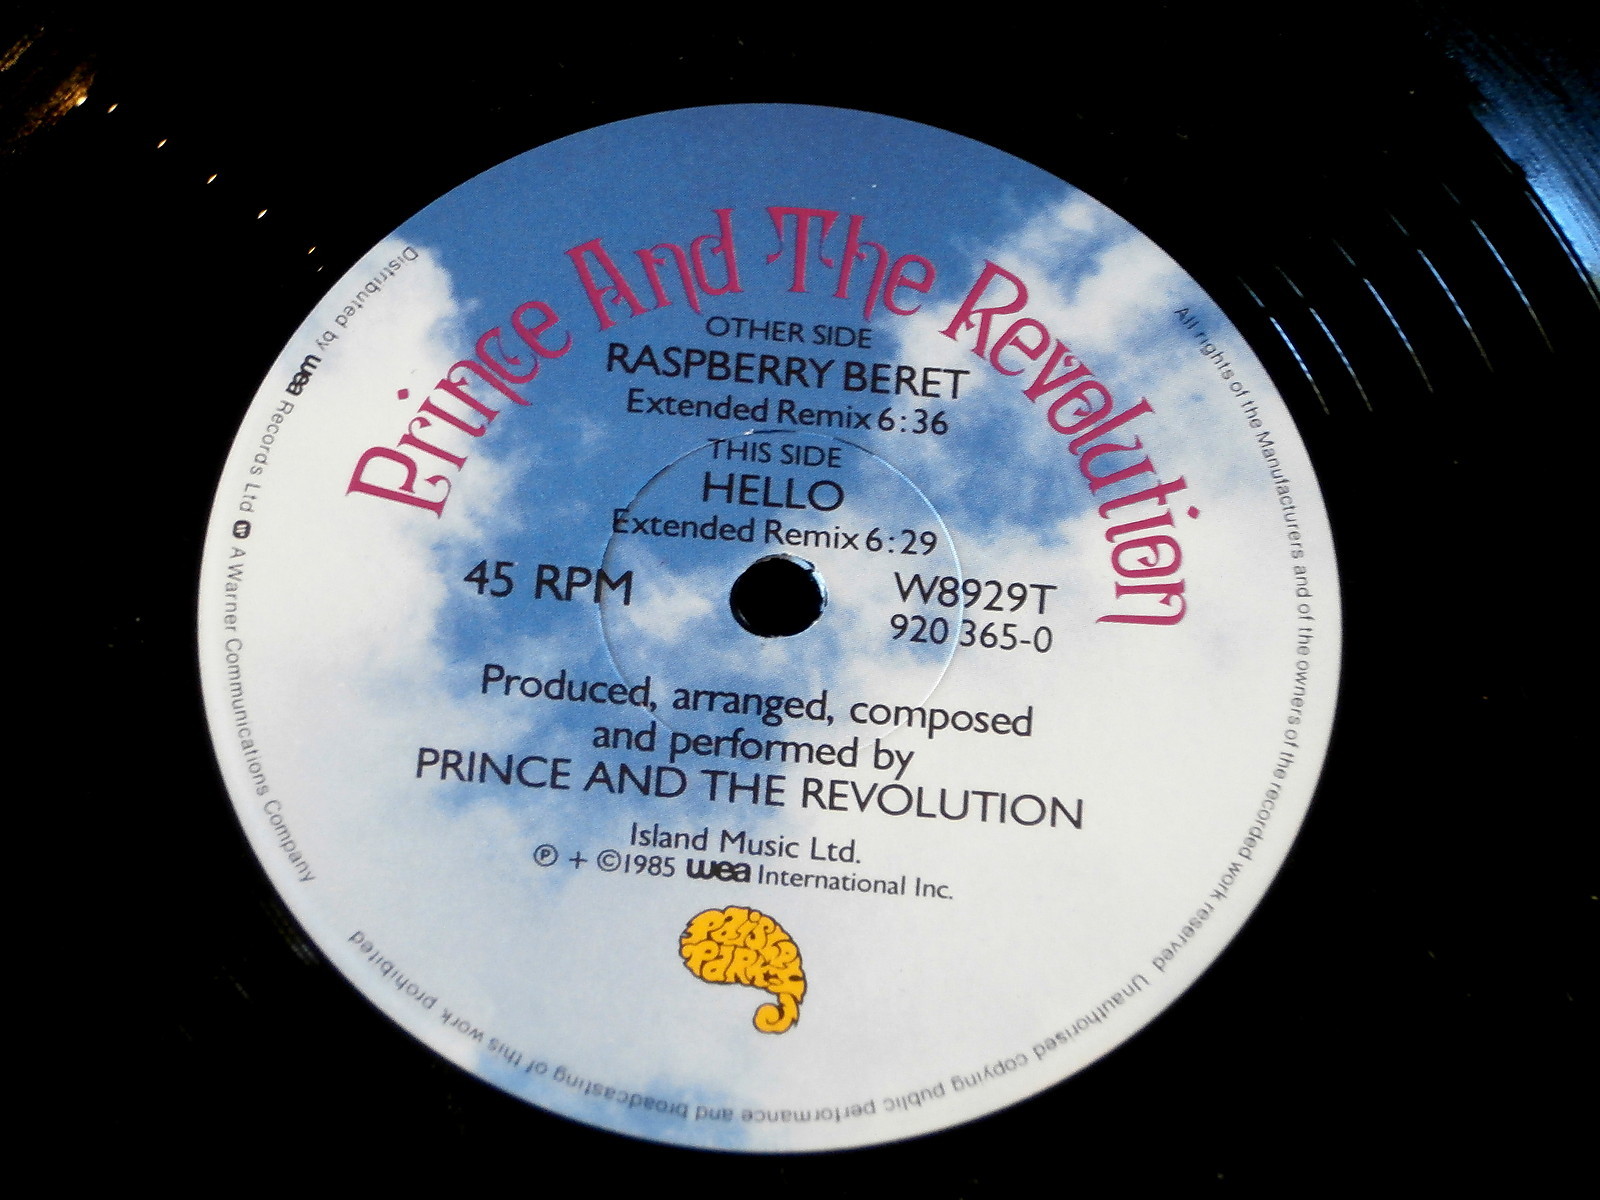 Prince And The Revolution
OTHER SIDE
RASPBERRY BERET
Extended Remix 6:36
THIS SIDE
HELLO
Extended Remix 6:29
45 RPM
W8929T
920 365-0
Produced, arranged, composed
and performed by
PRINCE AND THE REVOLUTION
Island Music Ltd.
Ⓟ + ©1985 wea International Inc.
PAISLEY
PARK
All rights of the Manufacturers and of the owners of the recorded work reserved Unauthorised copying public performance and broadcasting of this work prohibited
Distributed by wea Records Ltd W A Warner Communications Company